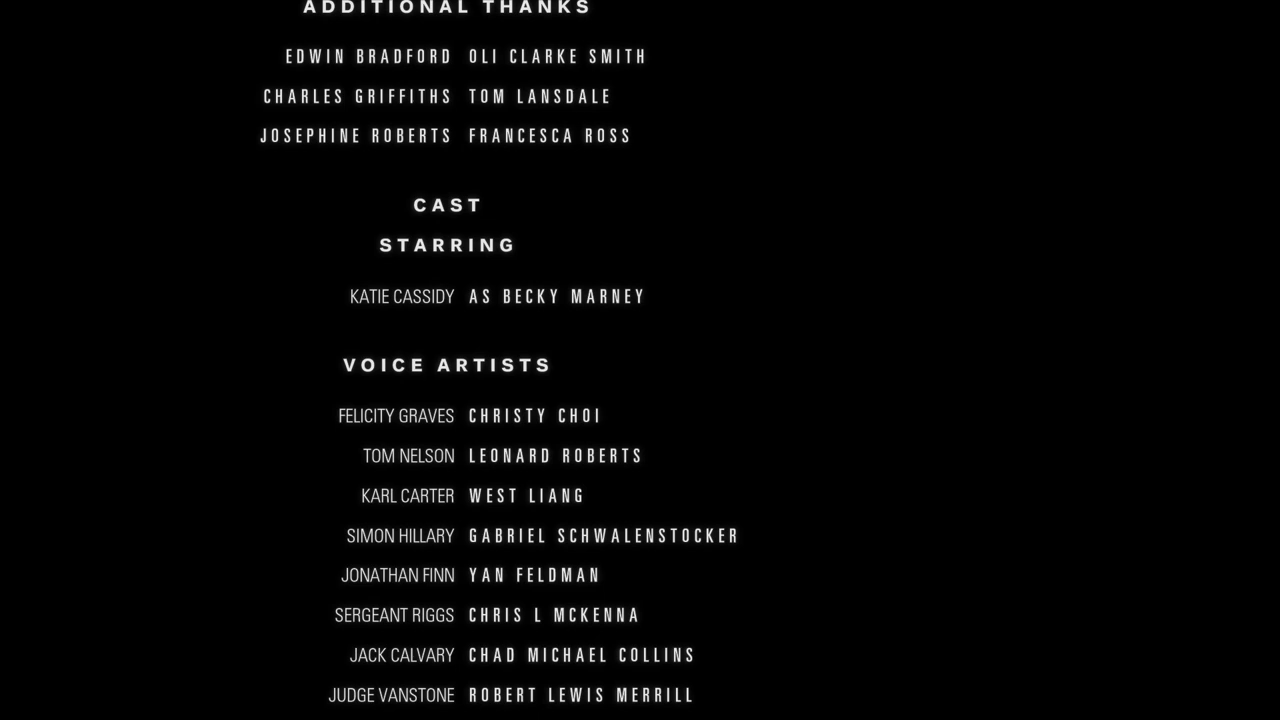 ADDITIONAL THANKS
EDWIN BRADFORD OLI CLARKE SMITH
CHARLES GRIFFITHS TOM LANSDALE
JOSEPHINE ROBERTS FRANCESCA ROSS
CAST
STARRING
KATIE CASSIDY AS BECKY MARNEY
VOICE ARTISTS
FELICITY GRAVES CHRISTY CHOI
TOM NELSON LEONARD ROBERTS
KARL CARTER WEST LIANG
SIMON HILLARY GABRIEL SCHWALENSTOCKER
JONATHAN FINN YAN FELDMAN
SERGEANT RIGGS CHRIS L MCKENNA
JACK CALVARY CHAD MICHAEL COLLINS
JUDGE VANSTONE ROBERT LEWIS MERRILL